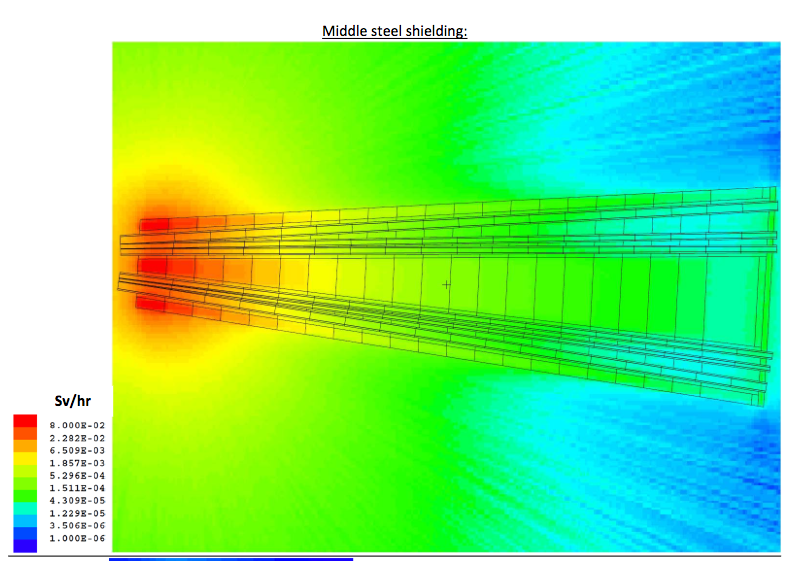 Middle steel shielding:
Sv/hr
8.000E-02
2.282E-02
6.509E-03
1.857E-03
5.296E-04
1.511E-04
4.309E-05
1.229E-05
3.506E-06
1.000E-06